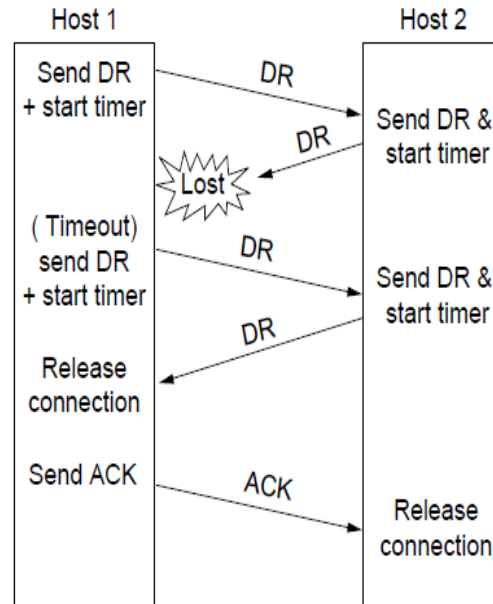 Host 1
Host 2
Send DR
+ start timer
DR
Send DR &
start timer
DR
Lost
( Timeout)
send DR
+ start timer
DR
Send DR &
start timer
DR
Release
connection
Send ACK
ACK
Release
connection